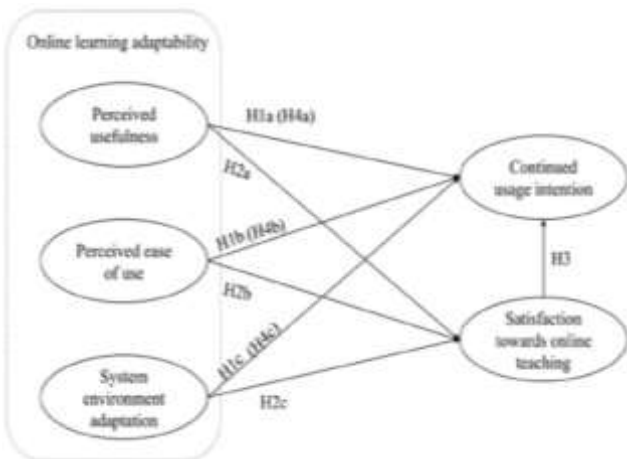 Online learning adaptability
Perceived
usefulness
H1a (H4a)
H2a
Continued
usage intention
Perceived ease
of use
H1b (H4b)
H2b
H3
System
environment
adaptation
H1c (H4c)
H2c
Satisfaction
towards online
teaching